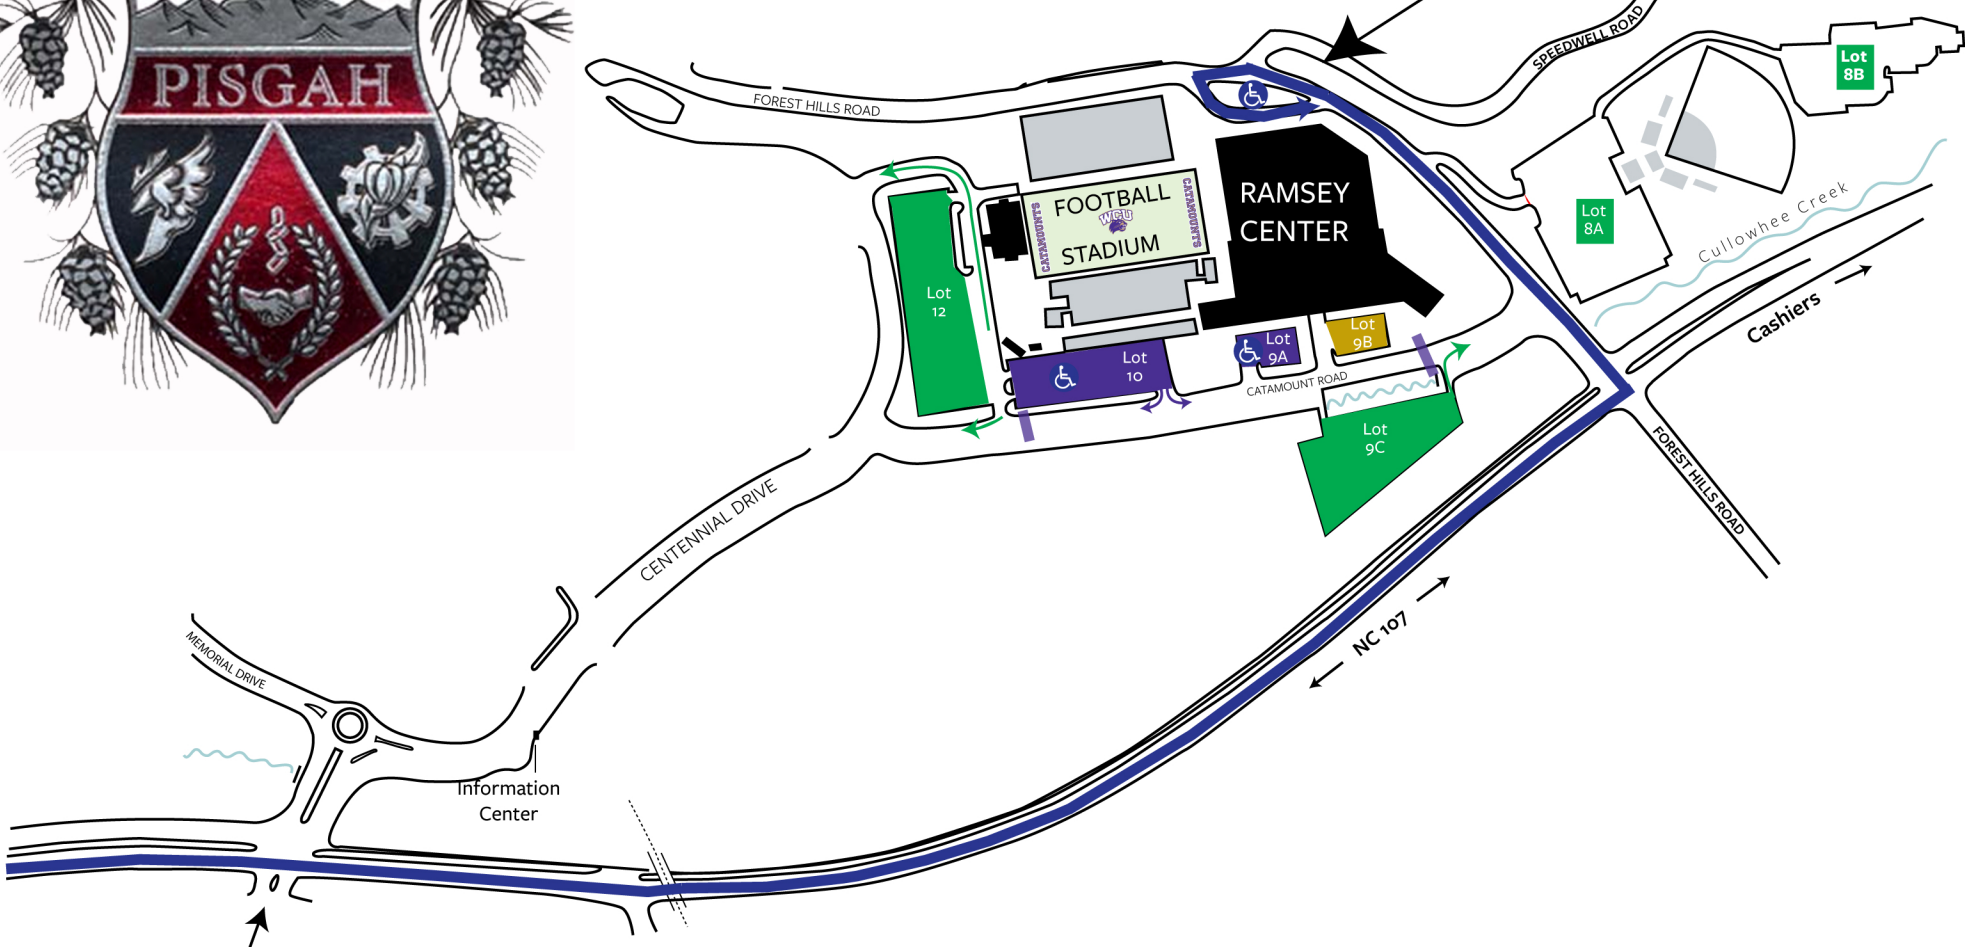 PISGAH
FOREST HILLS ROAD
SPEEDWELL ROAD
Lot
8B
FOOTBALL
STADIUM
CATAMOUNTS
WCU
CATAMOUNTS
RAMSEY
CENTER
Lot
8A
Cullowhee Creek
Cashiers
Lot
12
Lot
10
Lot
9A
Lot
9B
CATAMOUNT ROAD
Lot
9C
FOREST HILLS ROAD
CENTENNIAL DRIVE
NC 107
MEMORIAL DRIVE
Information
Center